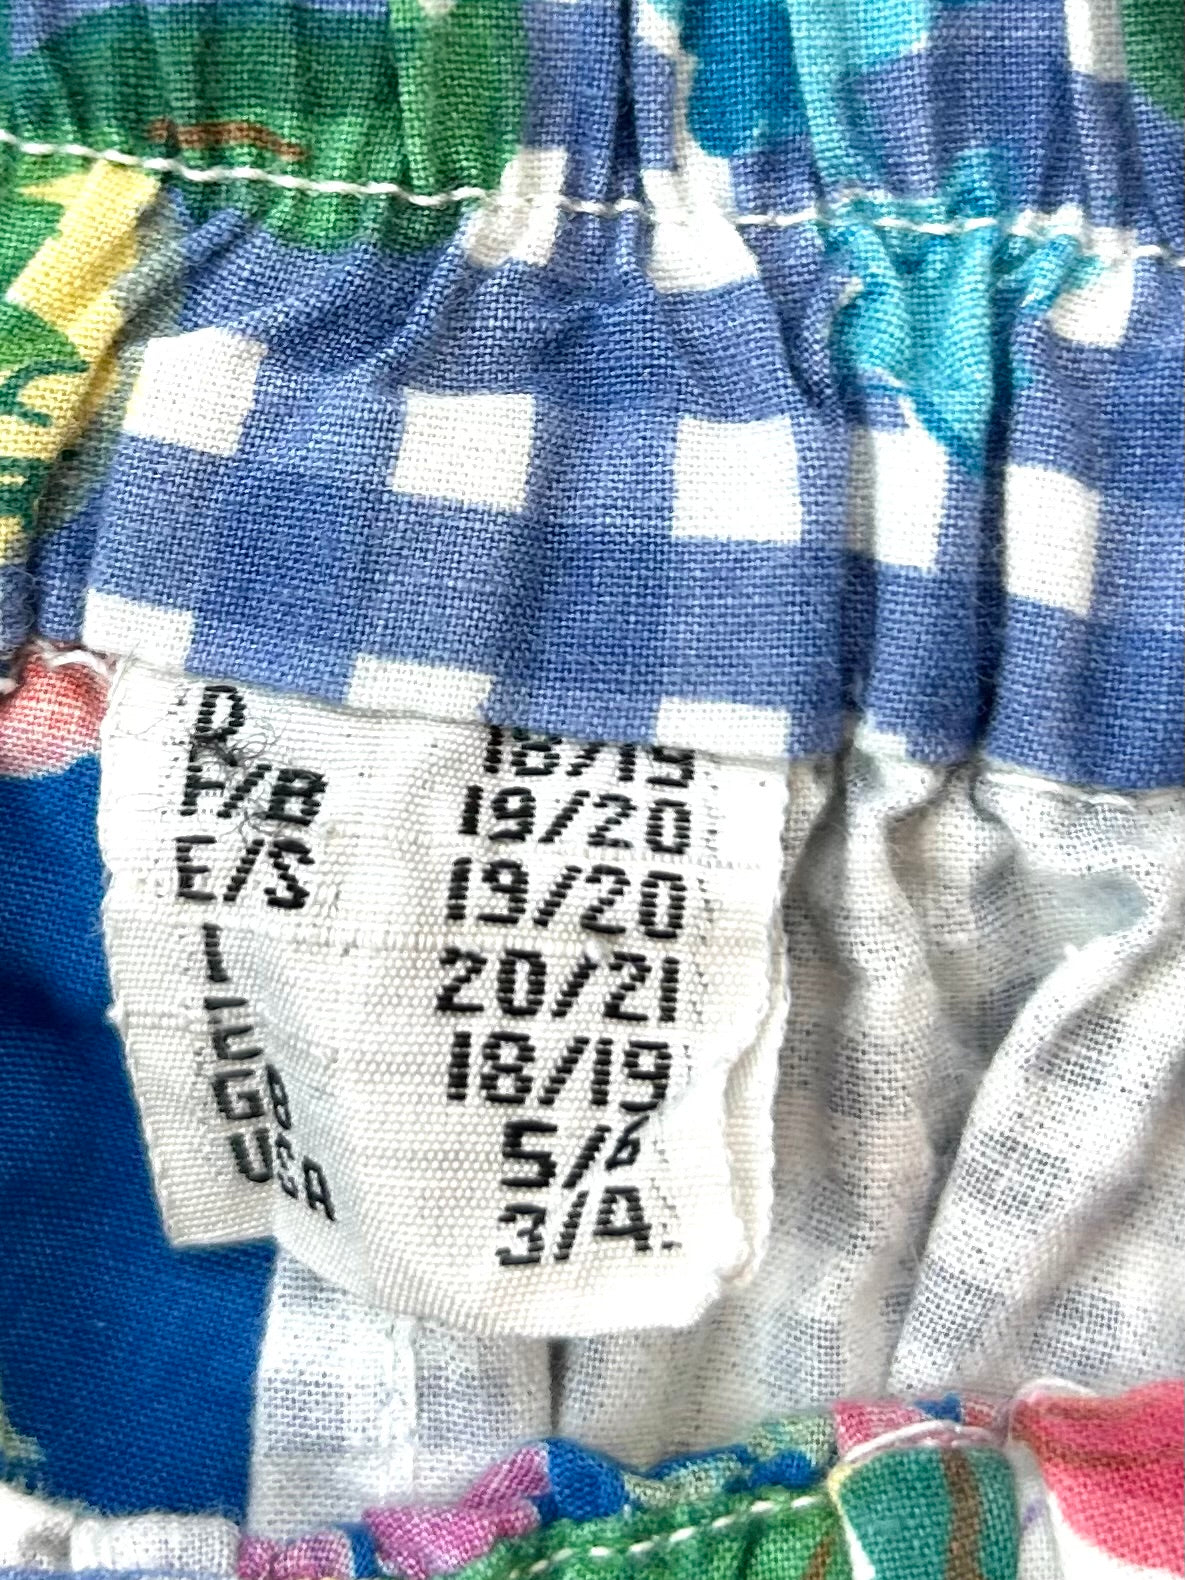 D 18/19
F/B 19/20
E/S 19/20
I 20/21
GB 18/19
5/6
USA 3/4